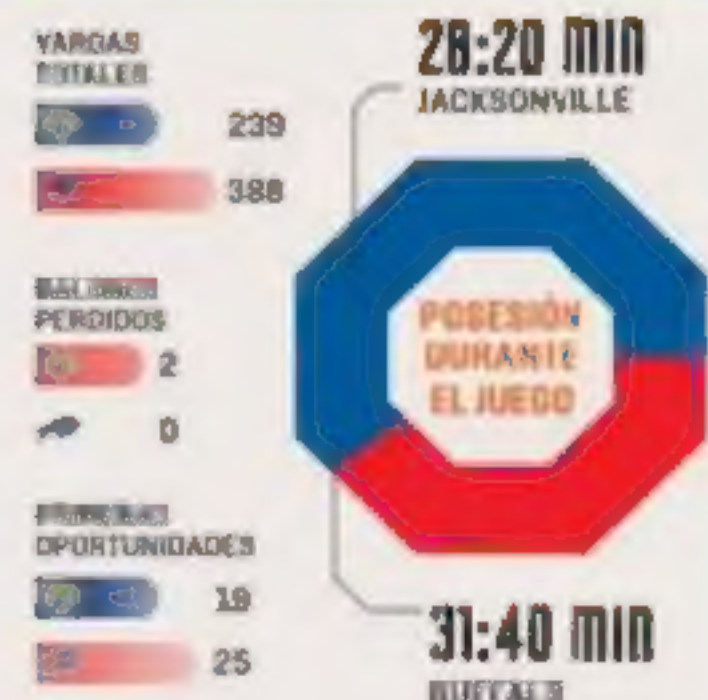 YARDAS
TOTALES
239
388
PERDIDOS
2
0
OPORTUNIDADES
25
28:20 MIN
JACKSONVILLE
POSESIÓN
DURANTE
EL JUEGO
31:40 MIN
BUFFALO